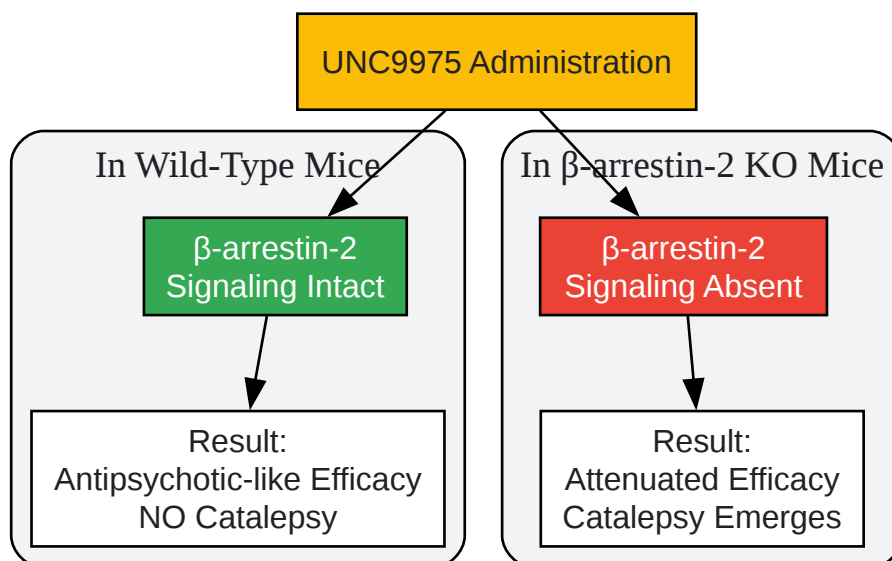 UNC9975 Administration
In Wild-Type Mice
β-arrestin-2
Signaling Intact
Result:
Antipsychotic-like Efficacy
NO Catalepsy
In β-arrestin-2 KO Mice
β-arrestin-2
Signaling Absent
Result:
Attenuated Efficacy
Catalepsy Emerges